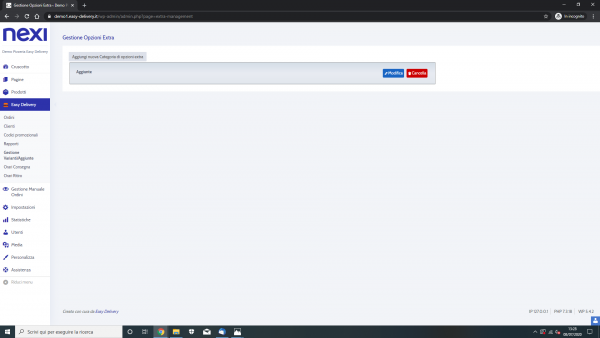 Gestione Opzioni Extra - Demo P
demo1.easy-delivery.it/wp-admin/admin.php?page=extra-management
In incognito
nexi
Demo Pizzeria Easy Delivery
Cruscotto
Pagine
Prodotti
Easy Delivery
Ordini
Clienti
Codici promozionali
Rapporti
Gestione
Varianti/Aggiunte
Orari Consegna
Orari Ritiro
Gestione Manuale
Ordini
Impostazioni
Statistiche
Utenti
Media
Personalizza
Assistenza
Riduci menu
Gestione Opzioni Extra
Aggiungi nuova Categoria di opzioni extra
Aggiunte
Modifica
Cancella
Creato con cura da Easy Delivery
IP 127.0.0.1
PHP 7.3.18
WP 5.4.2
Scrivi qui per eseguire la ricerca
13:25
08/07/2020